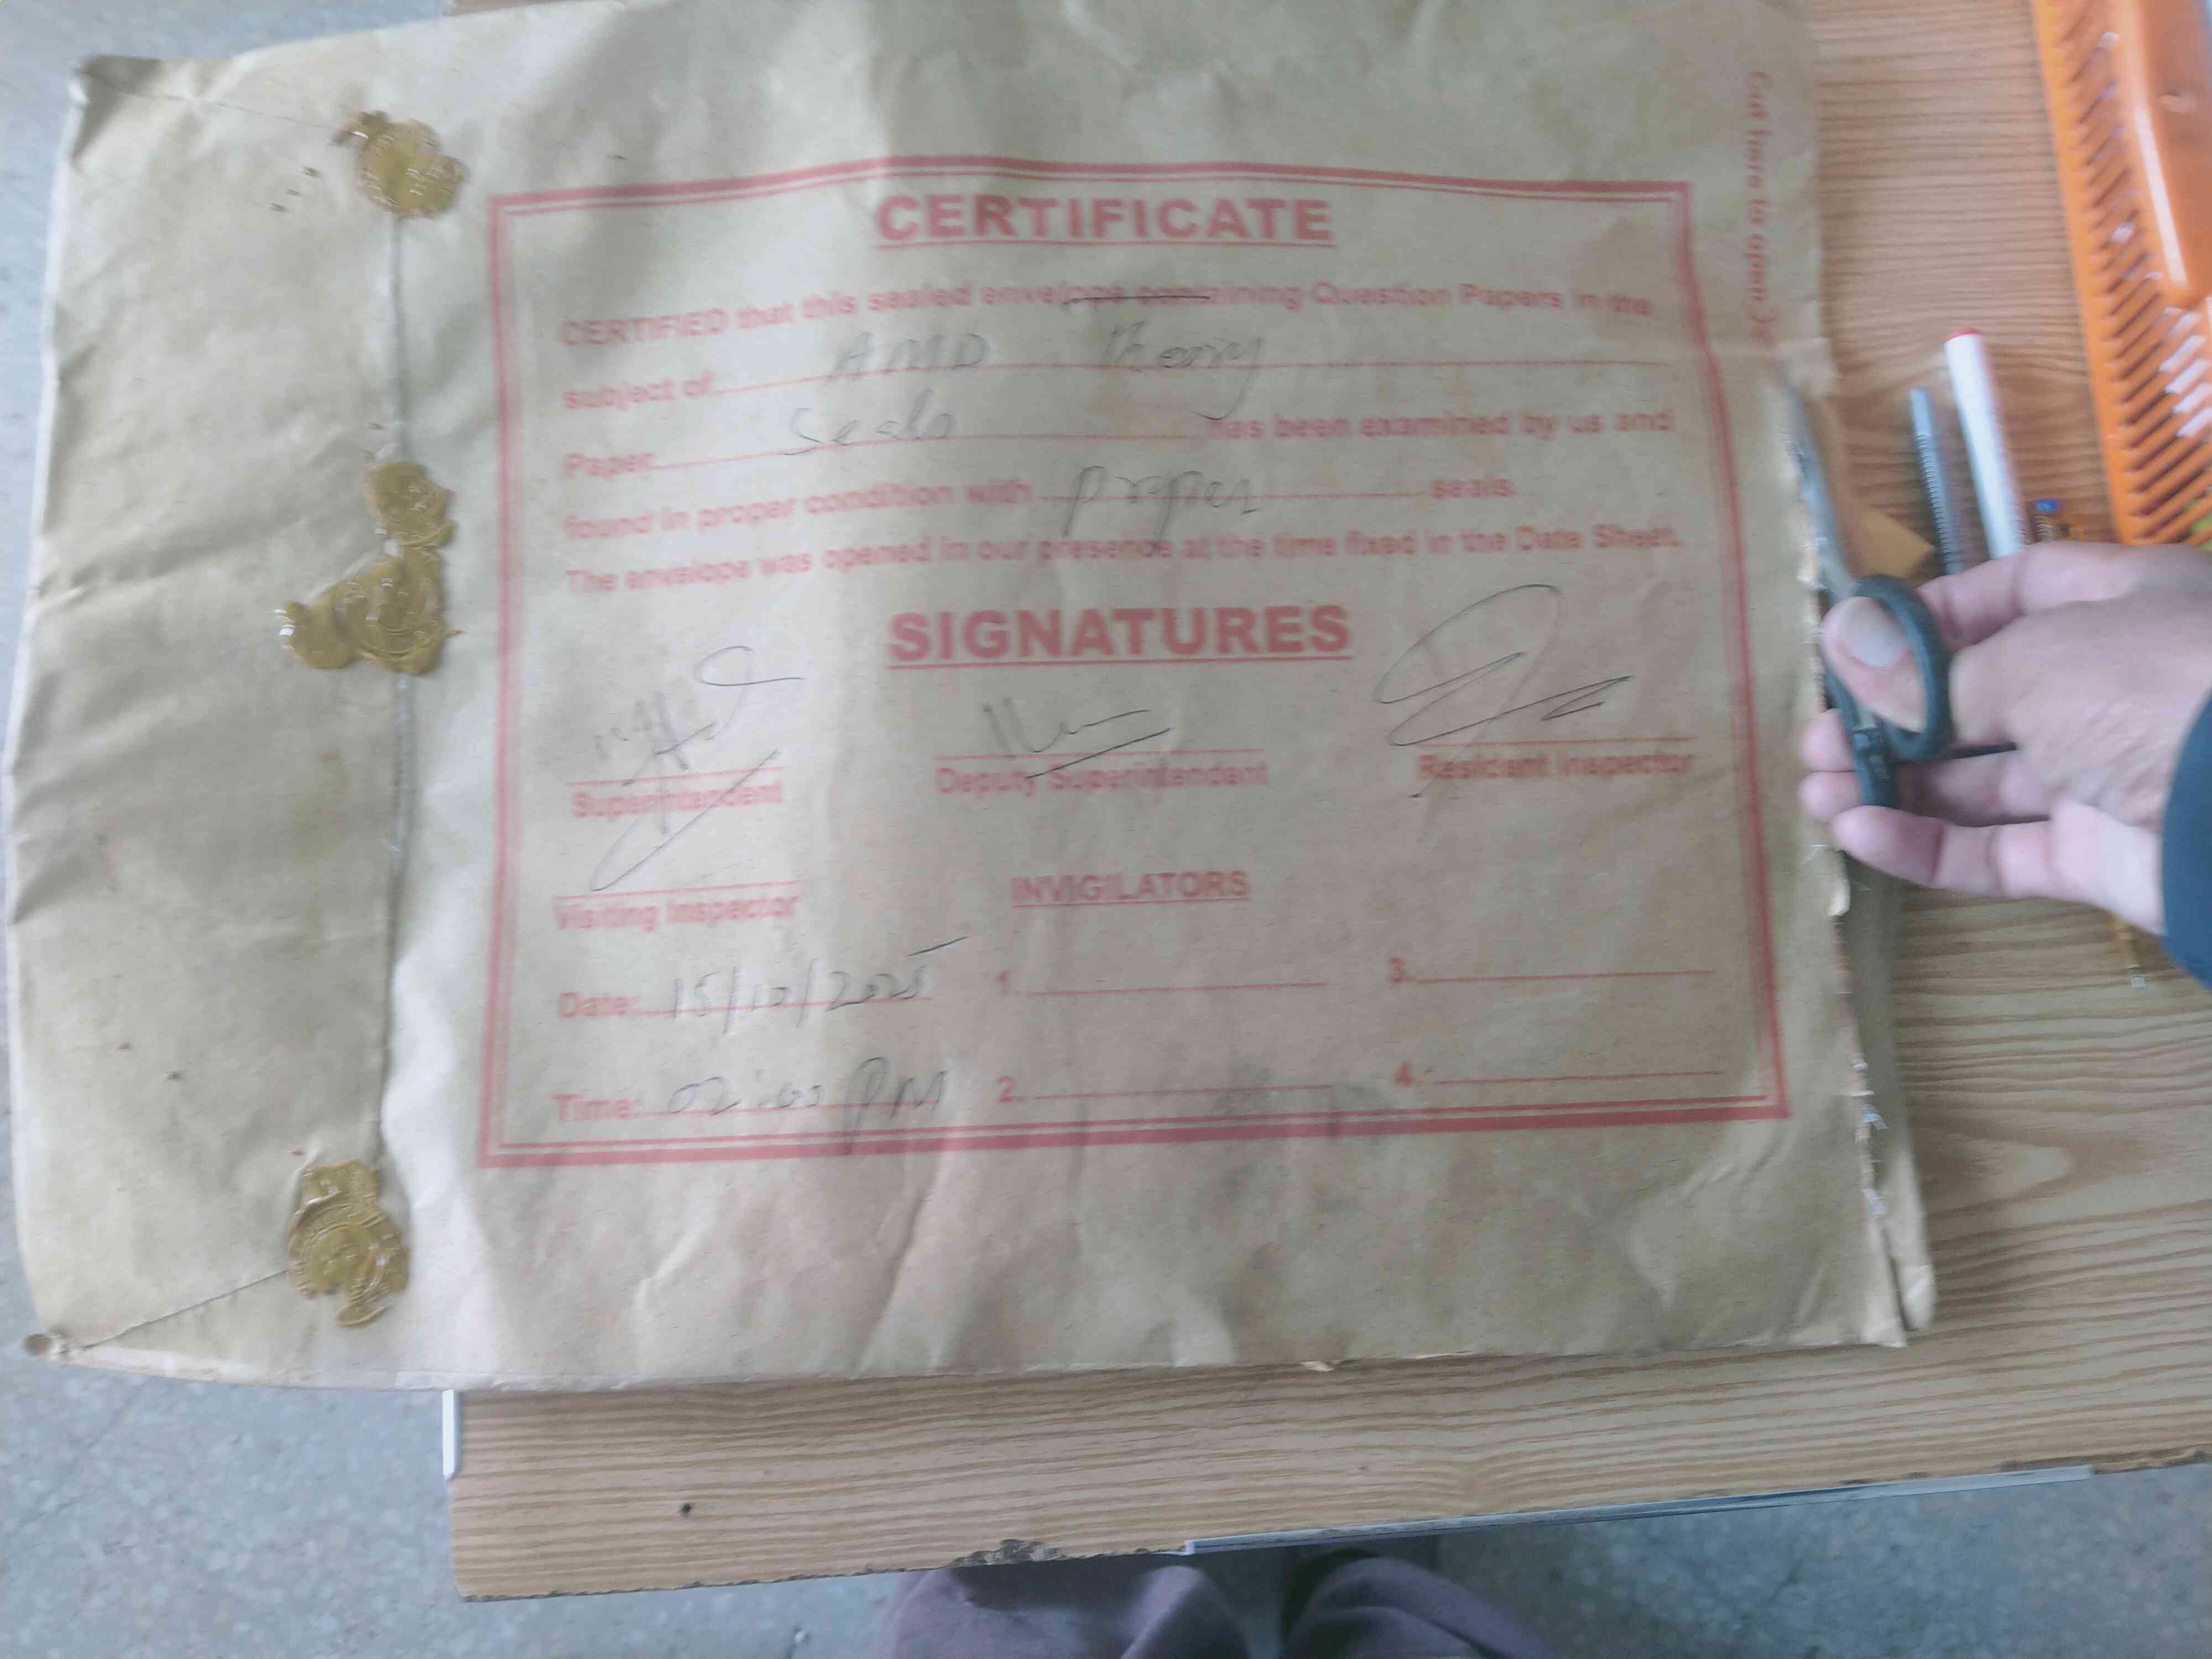 CERTIFICATE
CERTIFIED that this sealed envelope containing Question Papers in the
subject of AMD theory
Paper Seals has been examined by us and
found in proper condition with proper seals.
The envelope was opened in our presence at the time fixed in the Date Sheet.
SIGNATURES
Superintendent Deputy Superintendent Resident Inspector
Visiting Inspector INVIGILATORS
Date: 15/10/2025 1. 3.
Time: 02:00 PM 2. 4.
Cut here to open